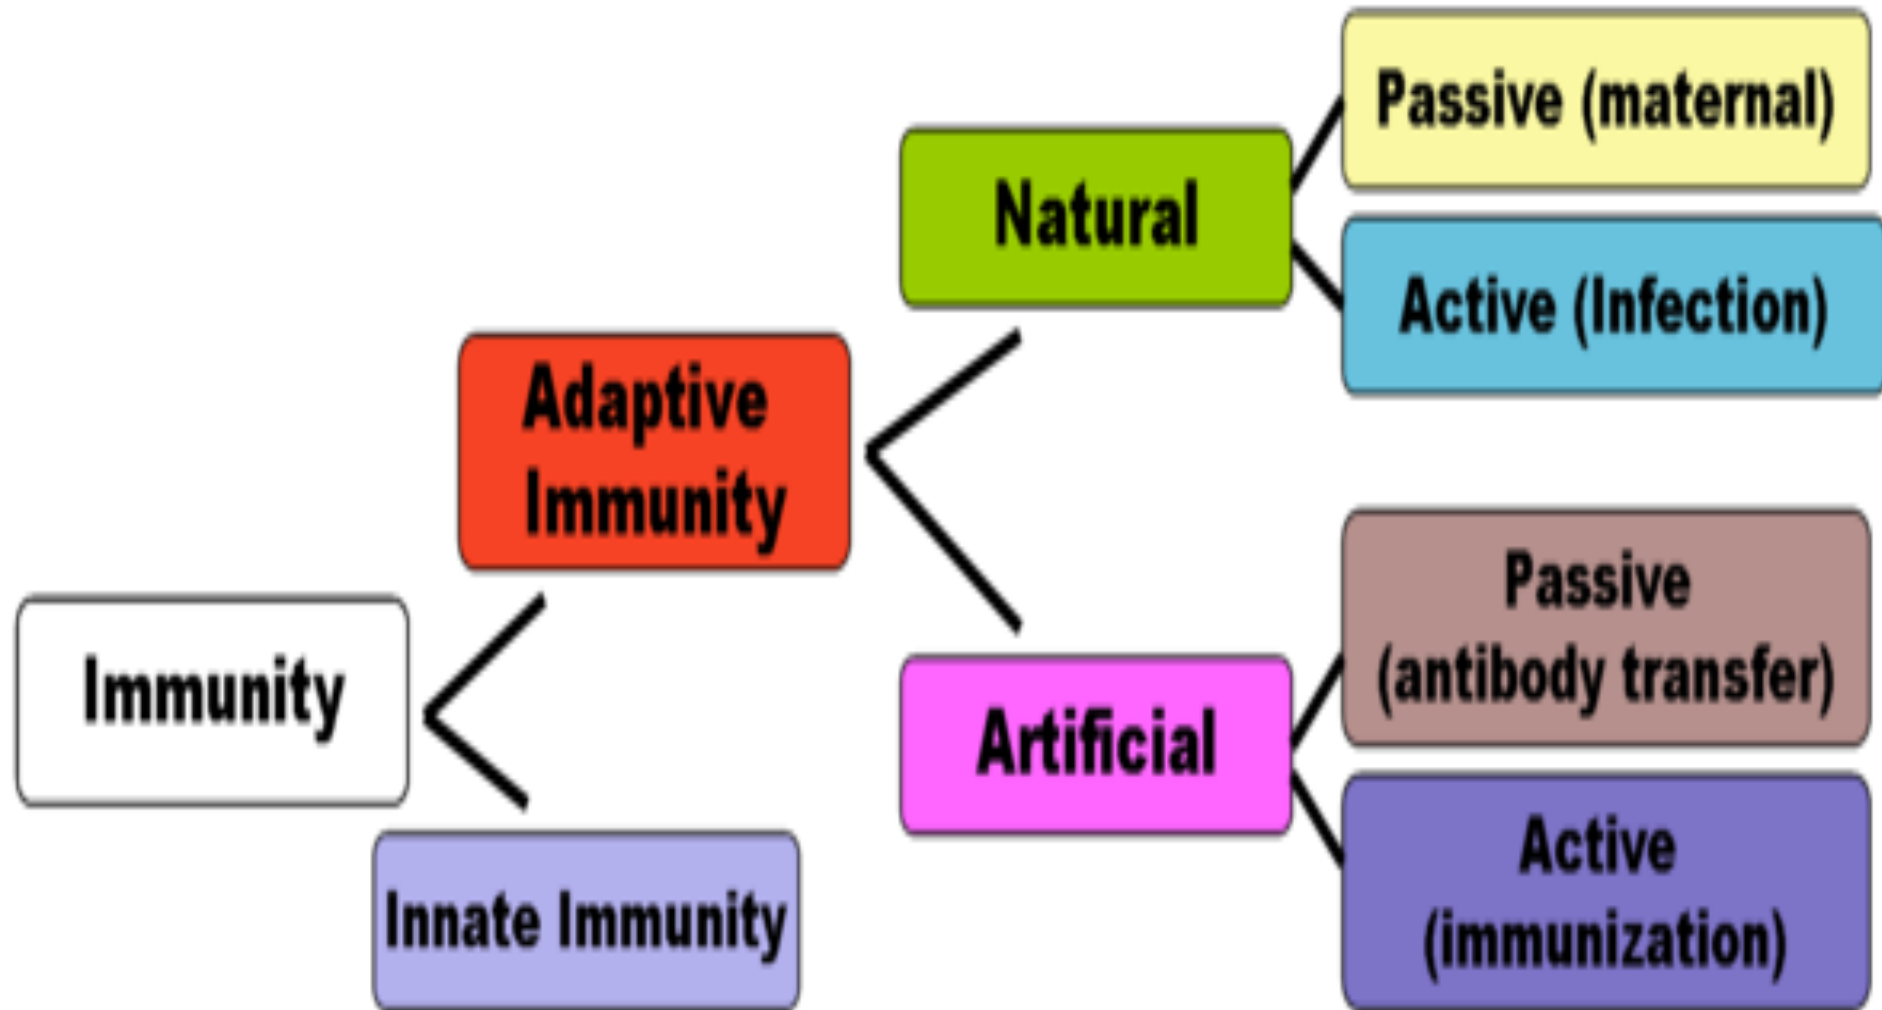 Passive (maternal)
Natural
Active (Infection)
Adaptive
Immunity
Passive
(antibody transfer)
Immunity
Artificial
Active
(immunization)
Innate Immunity